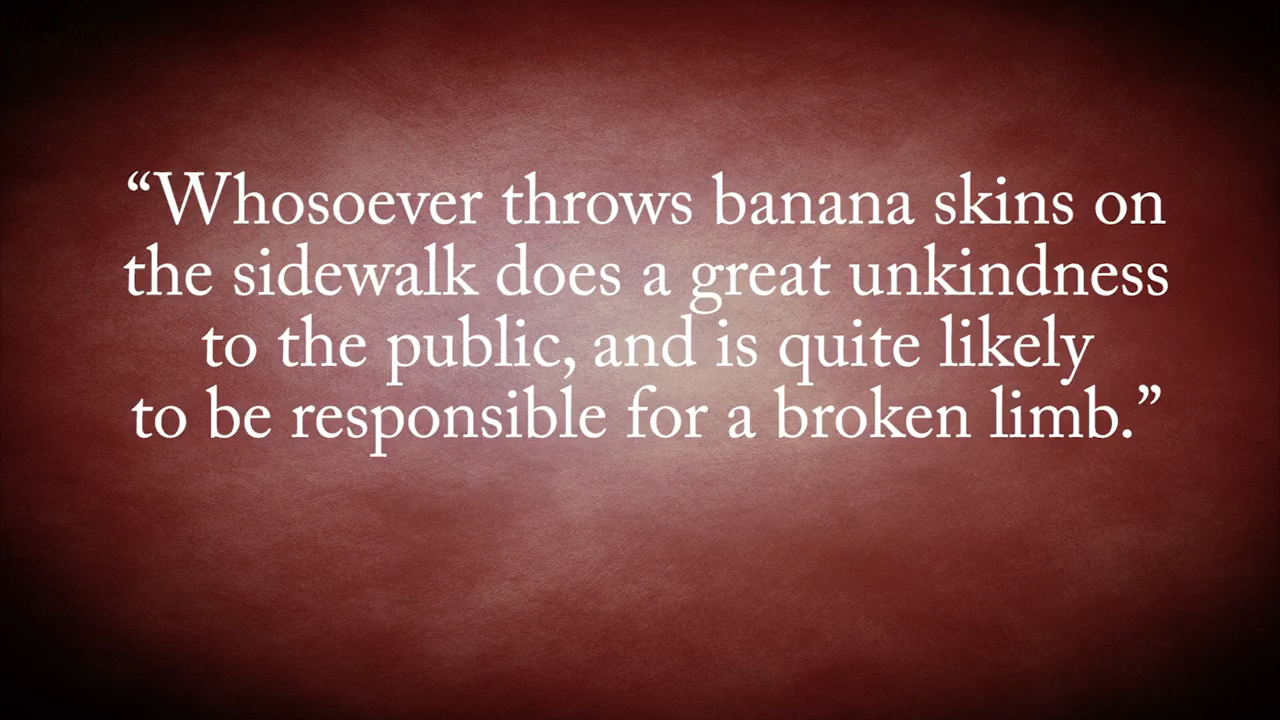 “Whosoever throws banana skins on
the sidewalk does a great unkindness
to the public, and is quite likely
to be responsible for a broken limb.”